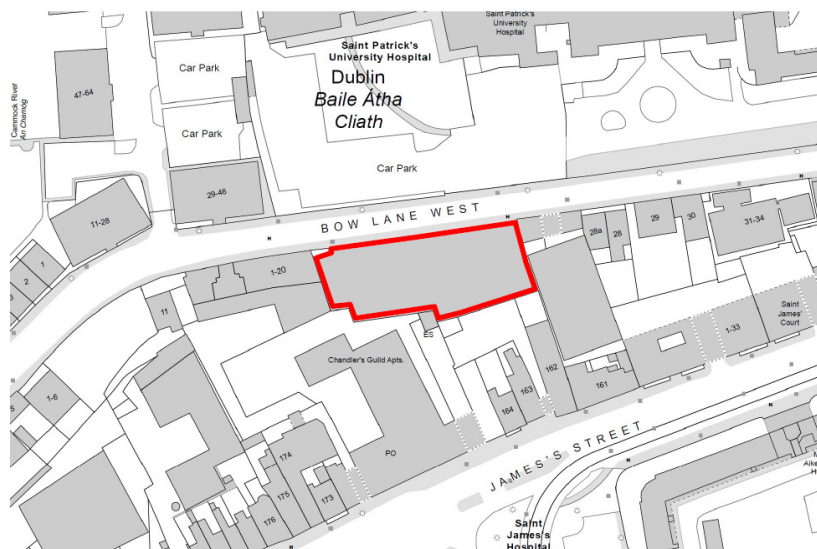 Saint Patrick's
University
Hospital
Saint Patrick's
University Hospital
Dublin
Baile Átha
Cliath
Car Park
47-64
Cammock River
An Chamóg
Car Park
Car Park
29-46
11-28
BOW LANE WEST
28a
28
29
30
31-34
1
2
3
1-20
11
ES
Chandler's Guild Apts.
Saint
James'
Court
1-33
162
163
161
164
1-6
5
PO
174
175
176
173
JAMES'S STREET
Saint
James's
Hospital